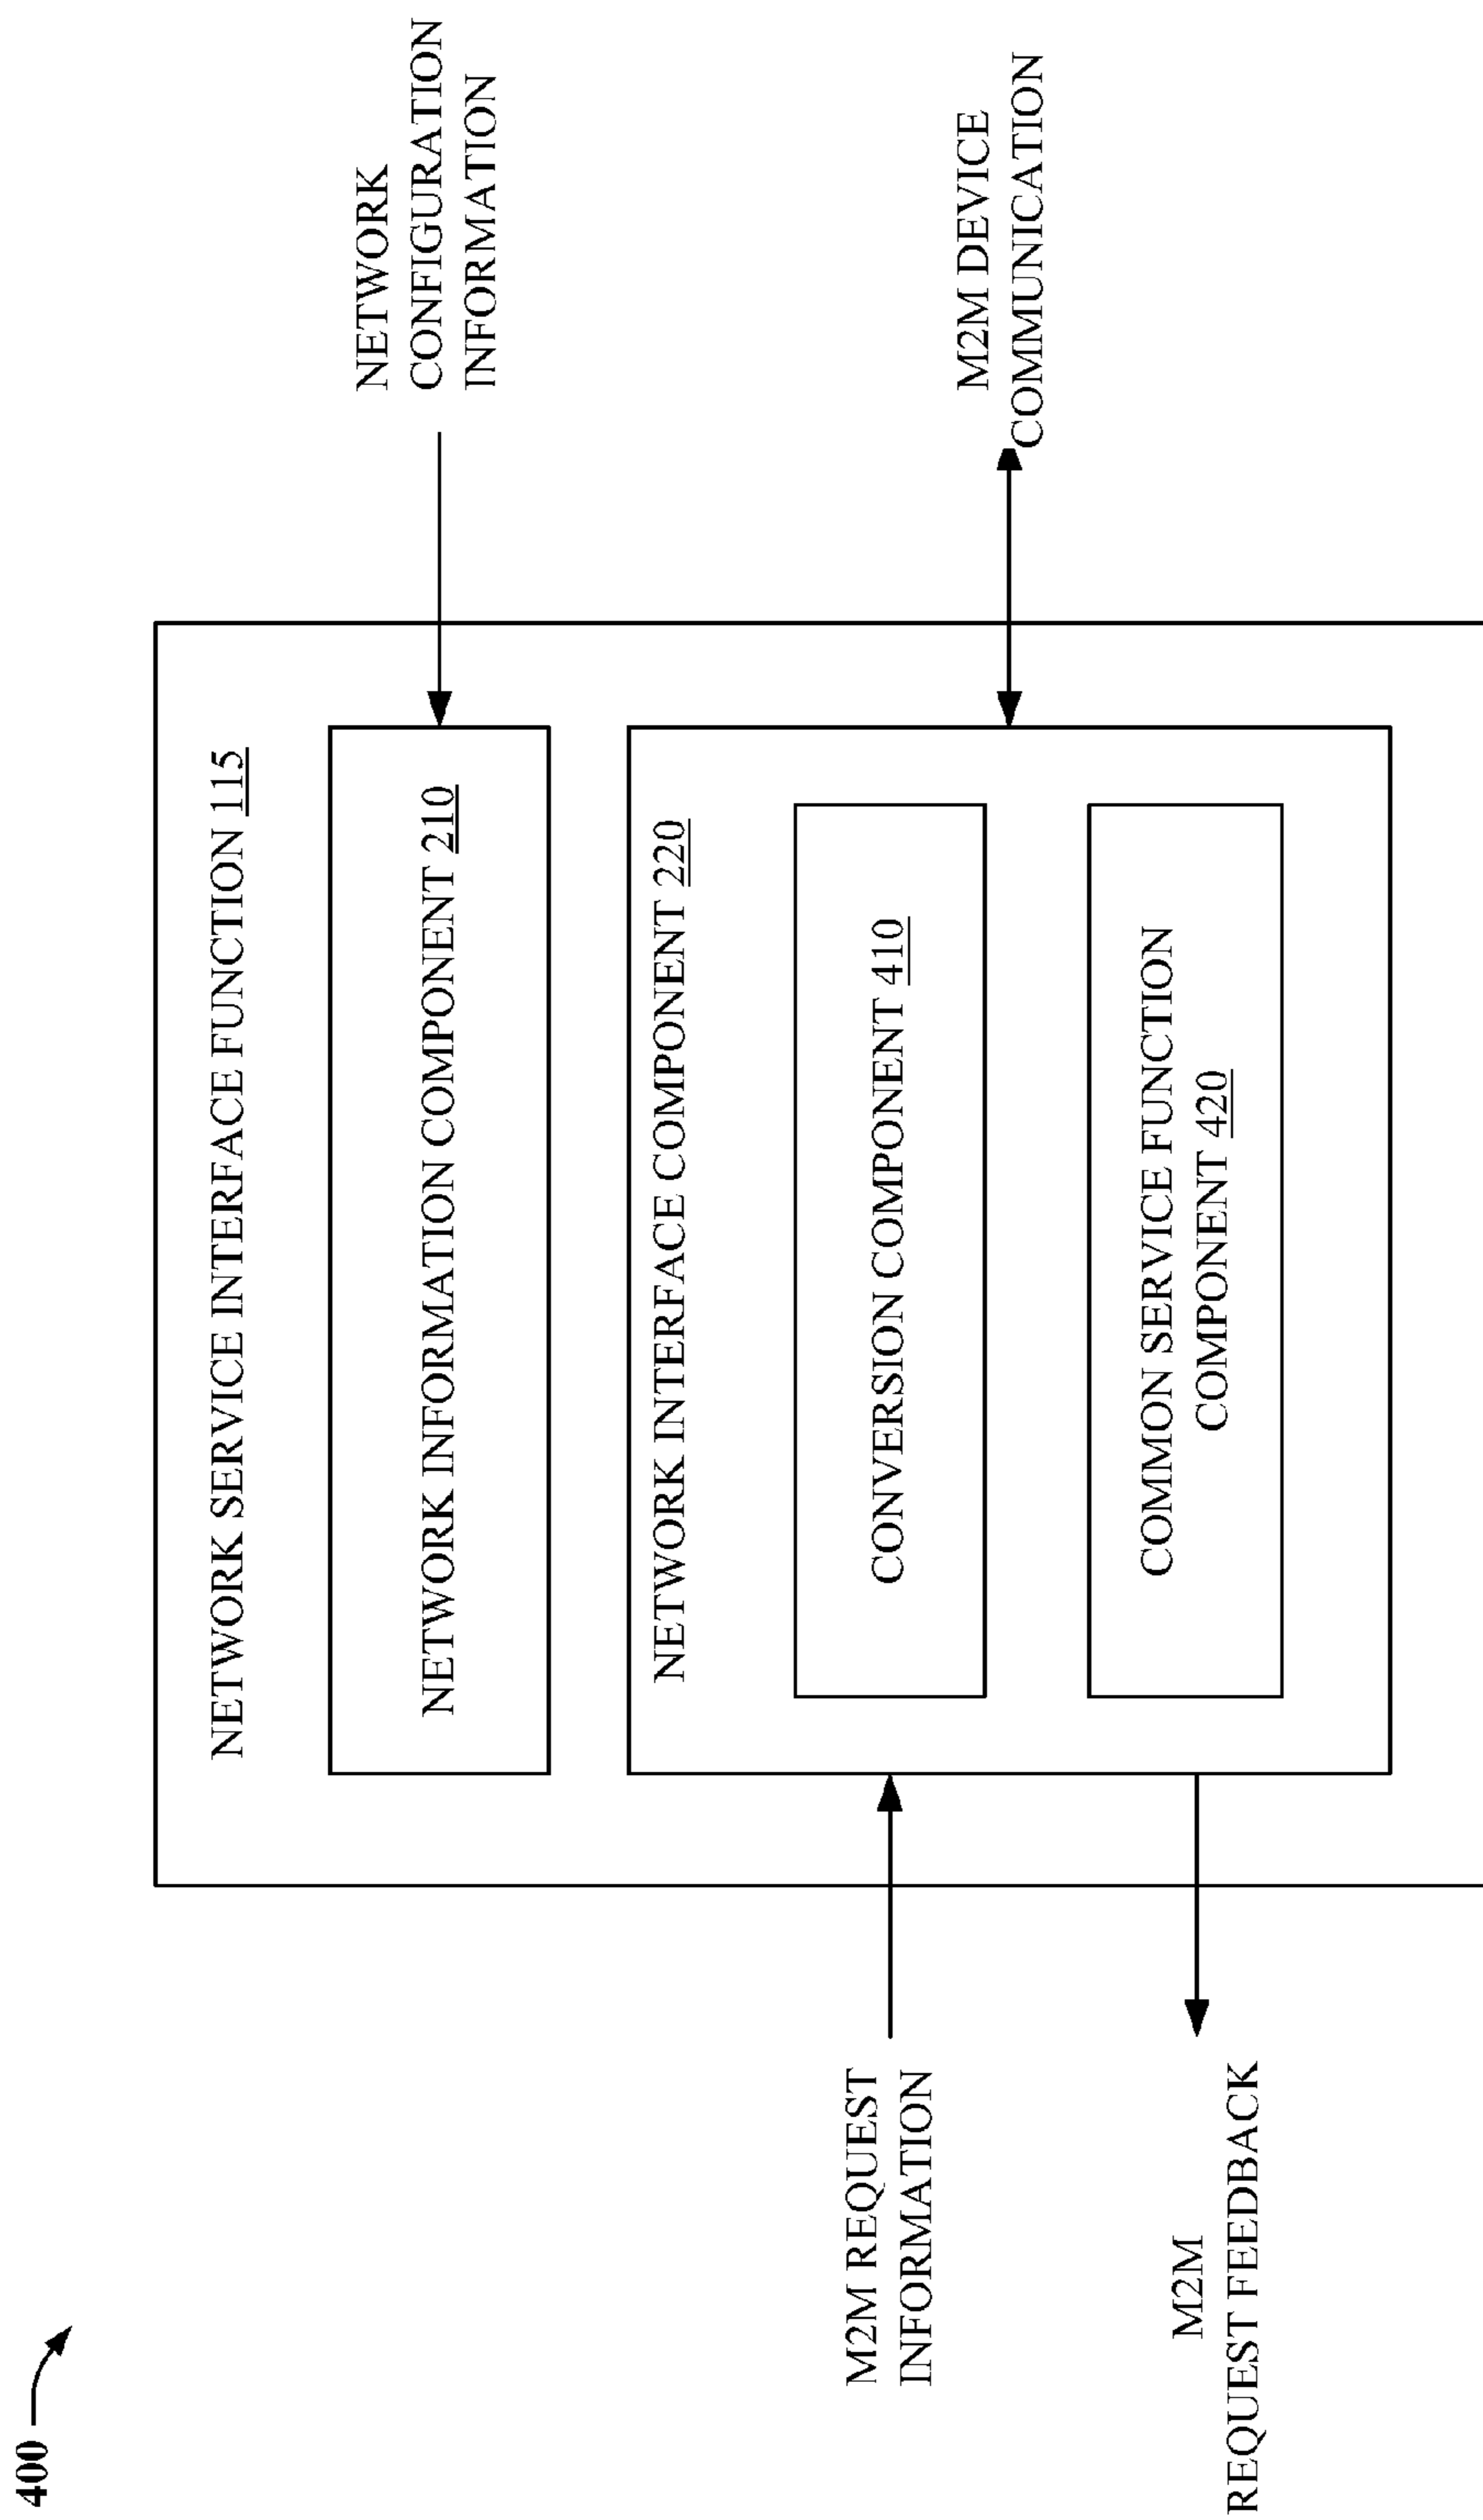 400
NETWORK SERVICE INTERFACE FUNCTION 115
NETWORK INFORMATION COMPONENT 210
NETWORK
CONFIGURATION
INFORMATION
NETWORK INTERFACE COMPONENT 220
M2M REQUEST
INFORMATION
CONVERSION COMPONENT 410
M2M DEVICE
COMMUNICATION
COMMON SERVICE FUNCTION
COMPONENT 420
M2M
REQUEST FEEDBACK